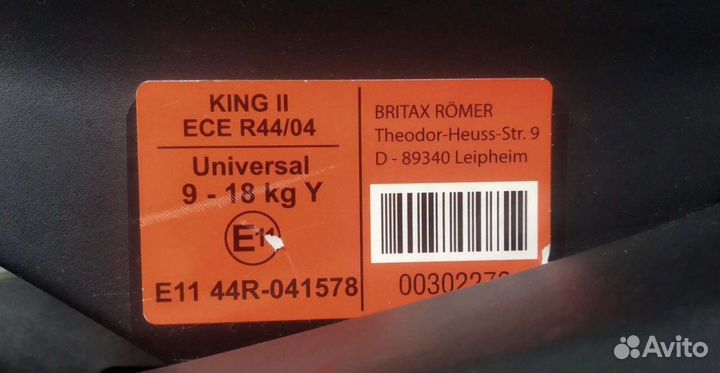 KING II
ECE R44/04
Universal
9 - 18 kg Y
E11
E11 44R-041578
BRITAX RÖMER
Theodor-Heuss-Str. 9
D - 89340 Leipheim
Avito